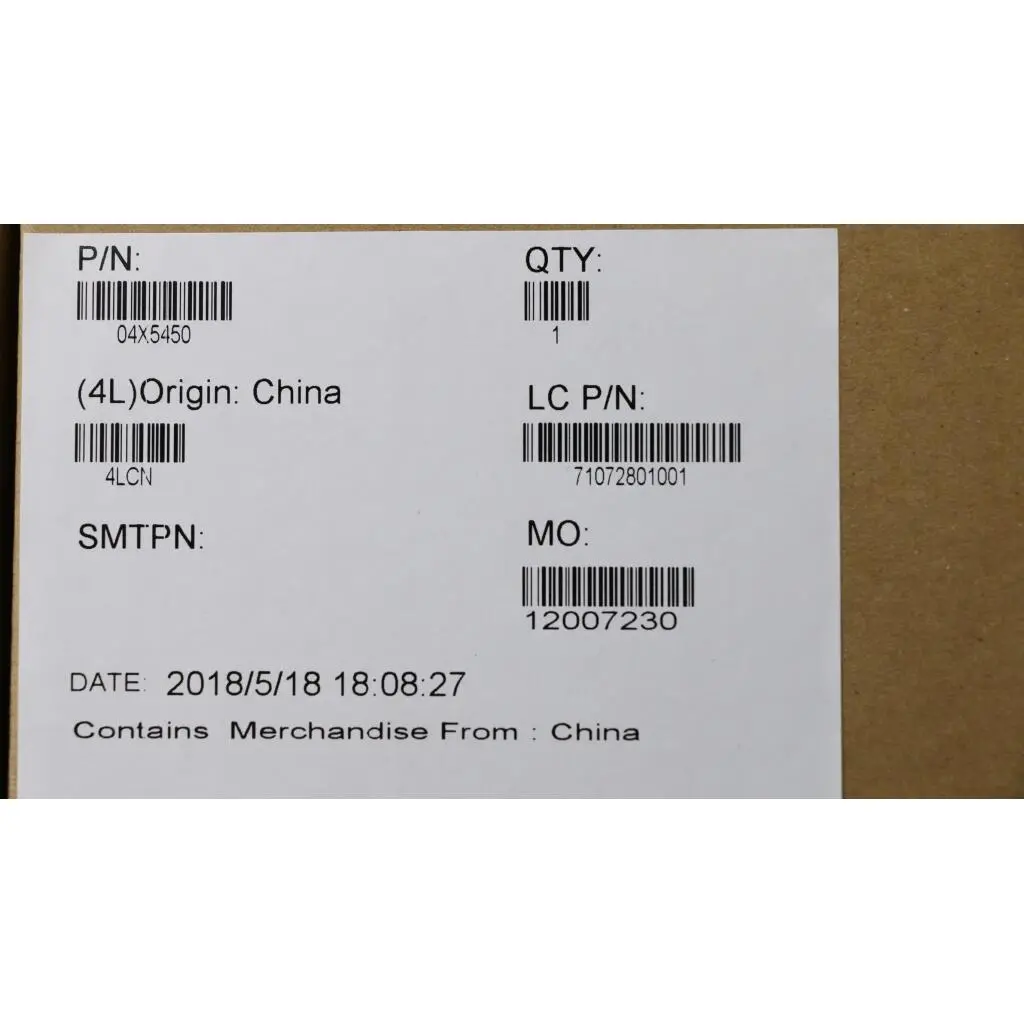 P/N:
04X5450
QTY:
1
(4L)Origin: China
4LCN
LC P/N:
71072801001
SMTPN:
MO:
12007230
DATE: 2018/5/18 18:08:27
Contains Merchandise From : China